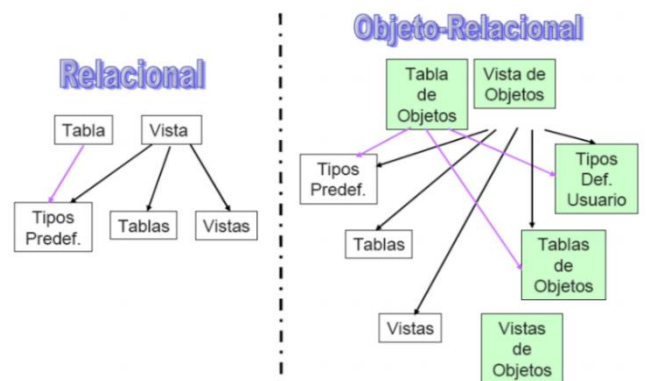 Relacional
Tabla
Vista
Tipos
Predef.
Tablas
Vistas
Objeto-Relacional
Tabla
de
Objetos
Vista de
Objetos
Tipos
Predef.
Tipos
Def.
Usuario
Tablas
Tablas
de
Objetos
Vistas
Vistas
de
Objetos